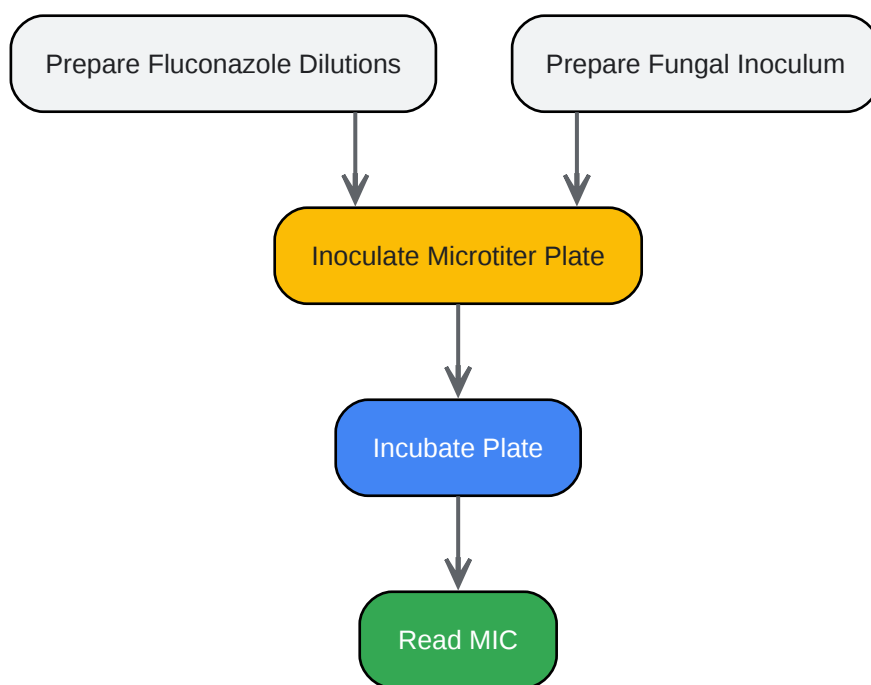 Prepare Fluconazole Dilutions
Prepare Fungal Inoculum
Inoculate Microtiter Plate
Incubate Plate
Read MIC